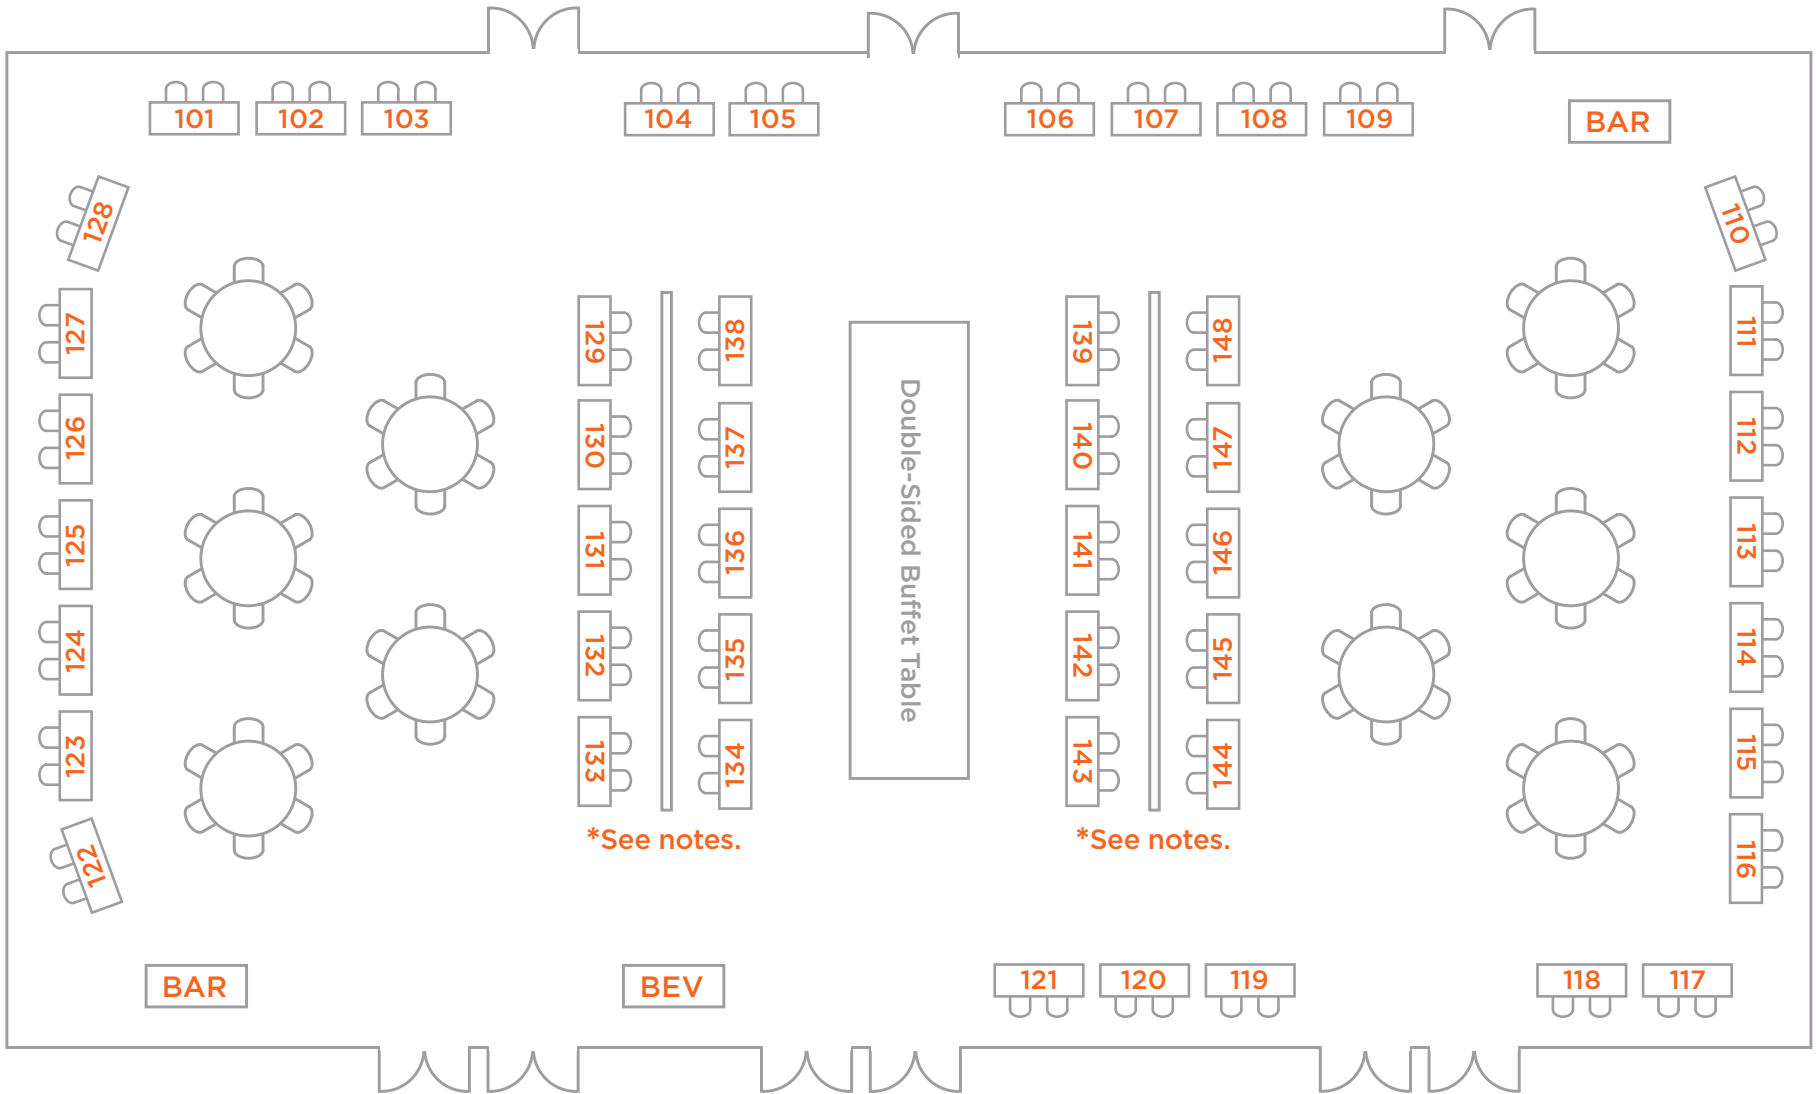 101 102 103 104 105 106 107 108 109 BAR
128 110
127 129 138 139 148 111
126 130 137 140 147 112
125 131 136 141 146 113
124 132 135 142 145 114
123 133 134 143 144 115
Double-Sided Buffet Table
*See notes. *See notes.
122 116
BAR BEV 121 120 119 118 117